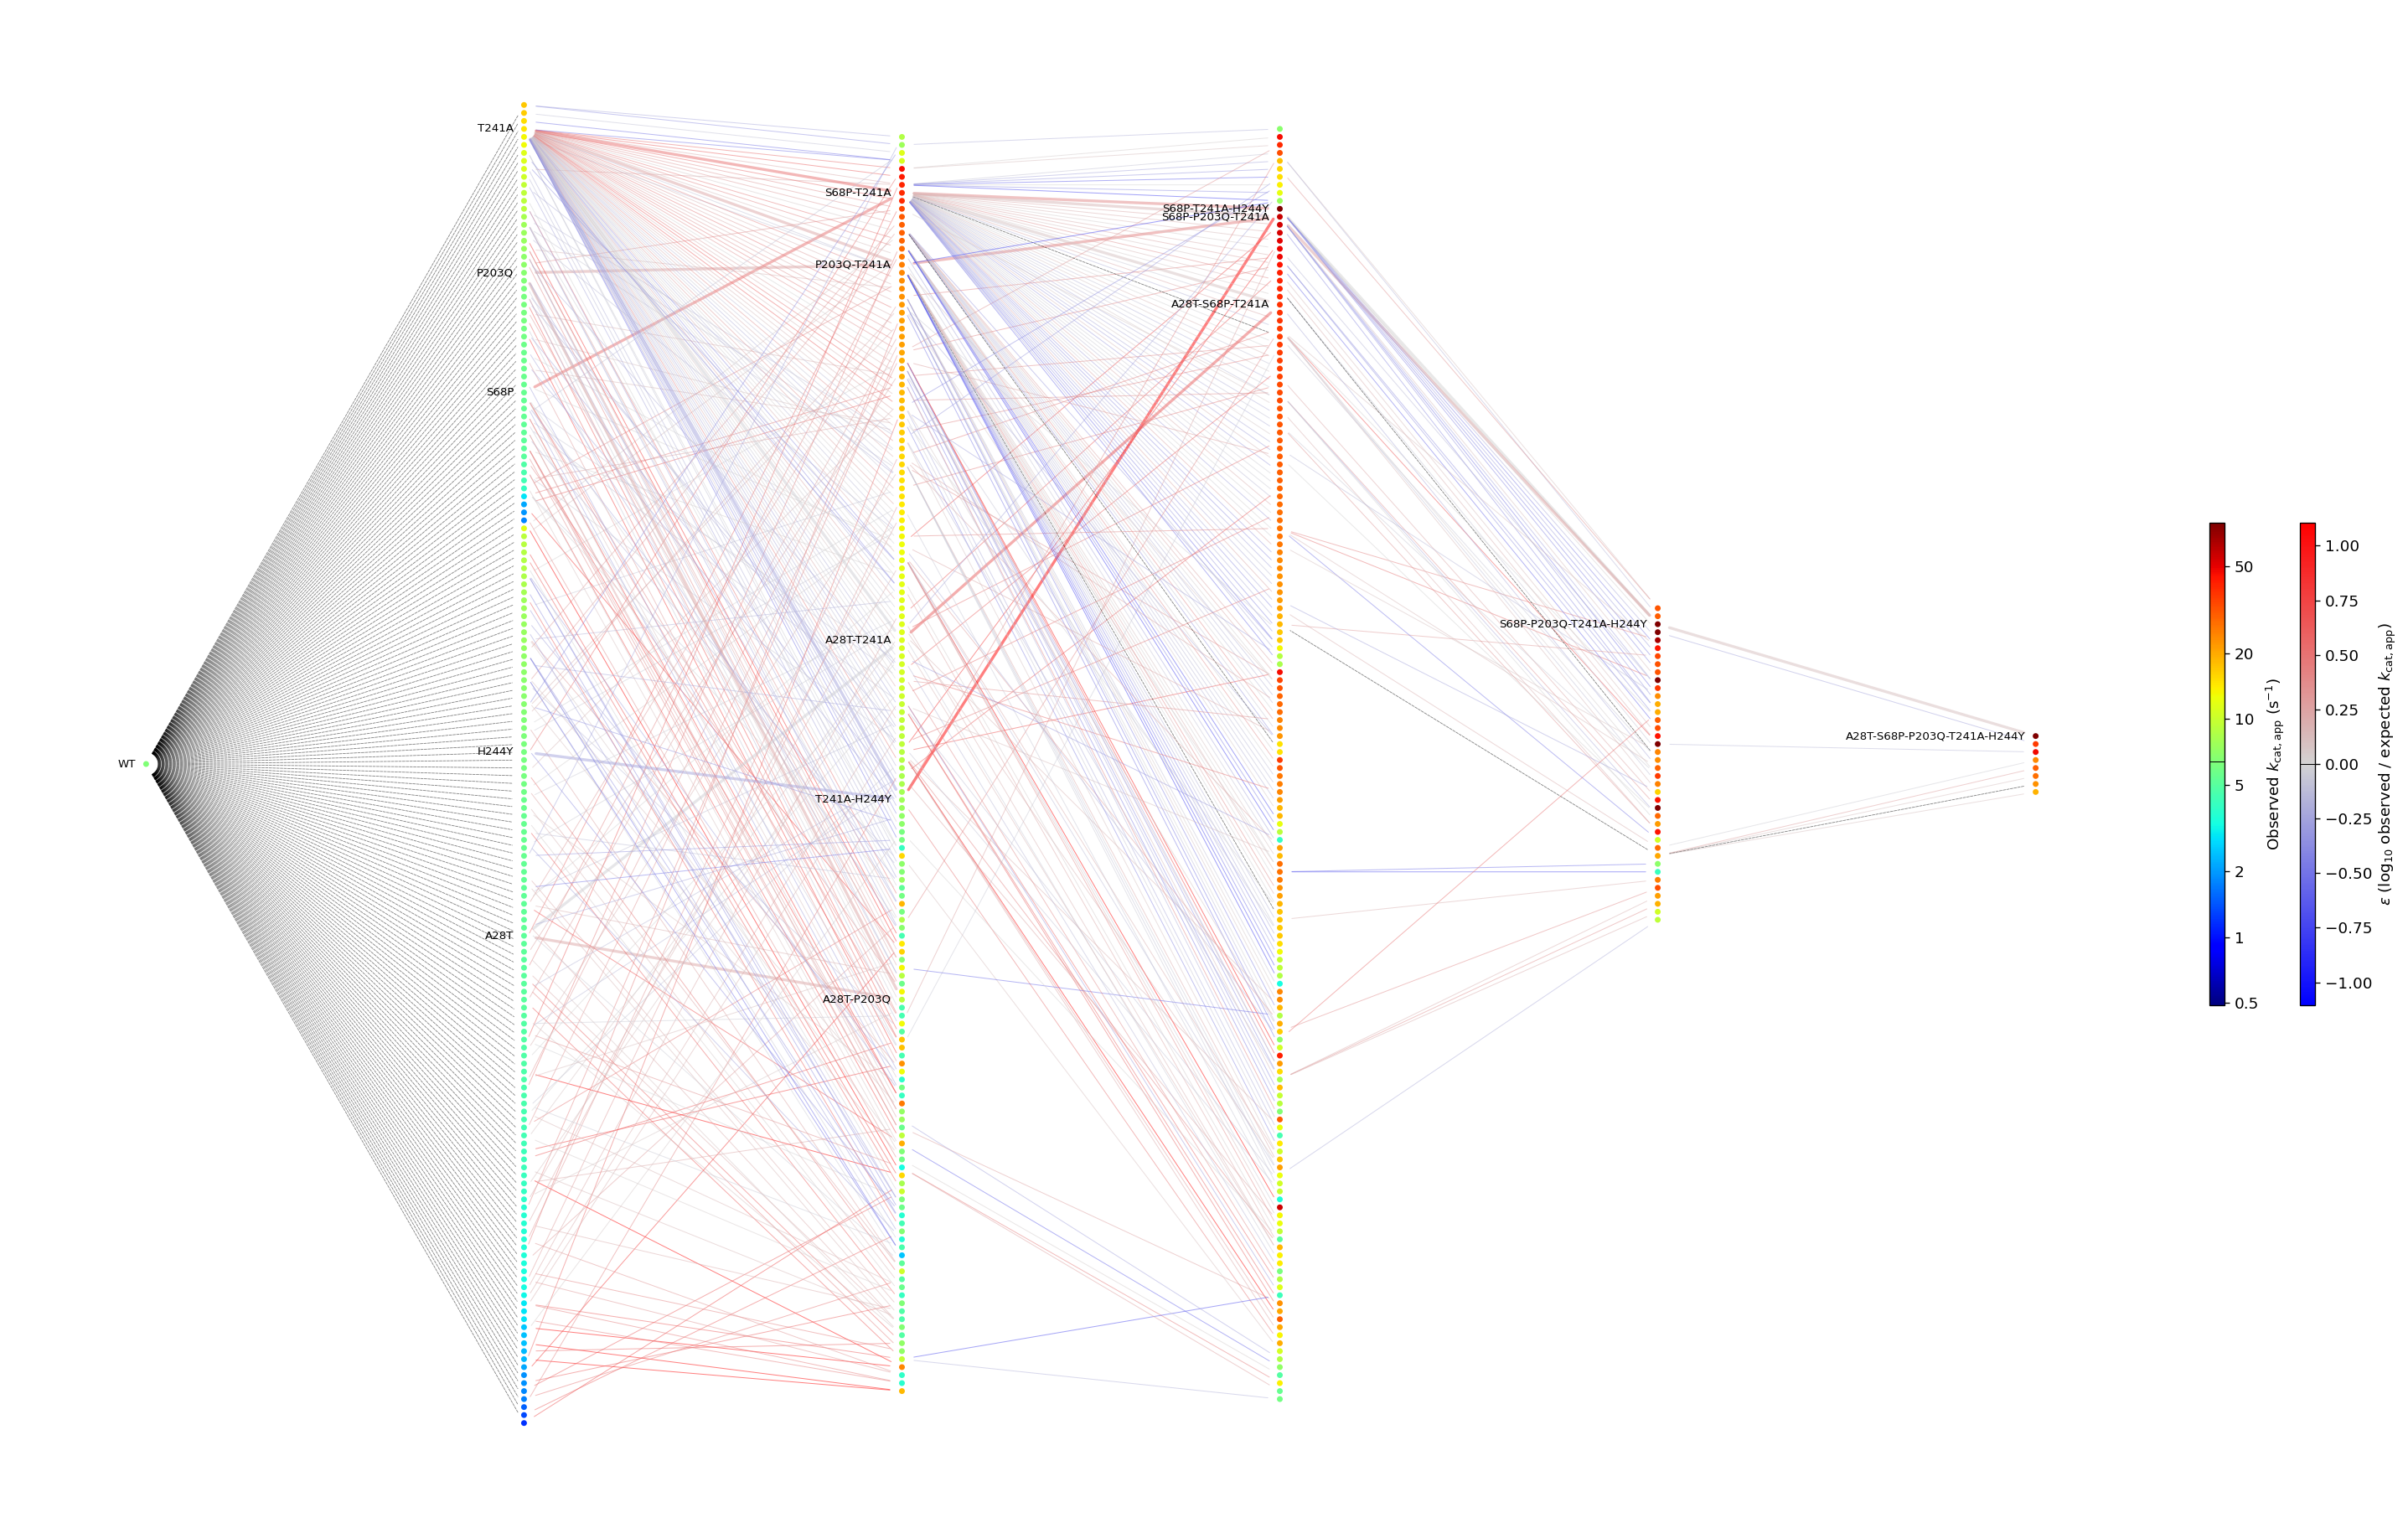 WT
T241A
P203Q
S68P
H244Y
A28T
S68P-T241A
P203Q-T241A
A28T-T241A
T241A-H244Y
A28T-P203Q
S68P-T241A-H244Y
S68P-P203Q-T241A
A28T-S68P-T241A
S68P-P203Q-T241A-H244Y
A28T-S68P-P203Q-T241A-H244Y
50
20
10
5
2
1
0.5
Observed kcat, app (s−1)
1.00
0.75
0.50
0.25
0.00
−0.25
−0.50
−0.75
−1.00
ε (log10 observed / expected kcat, app)